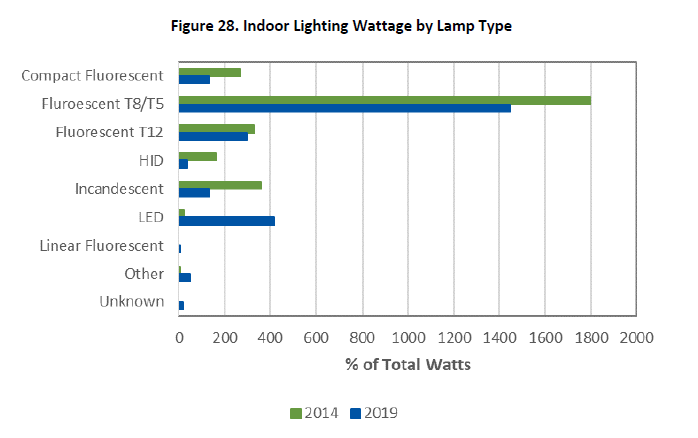 Figure 28. Indoor Lighting Wattage by Lamp Type
Compact Fluorescent
Fluroescent T8/T5
Fluorescent T12
HID
Incandescent
LED
Linear Fluorescent
Other
Unknown
0 200 400 600 800 1000 1200 1400 1600 1800 2000
% of Total Watts
2014 2019